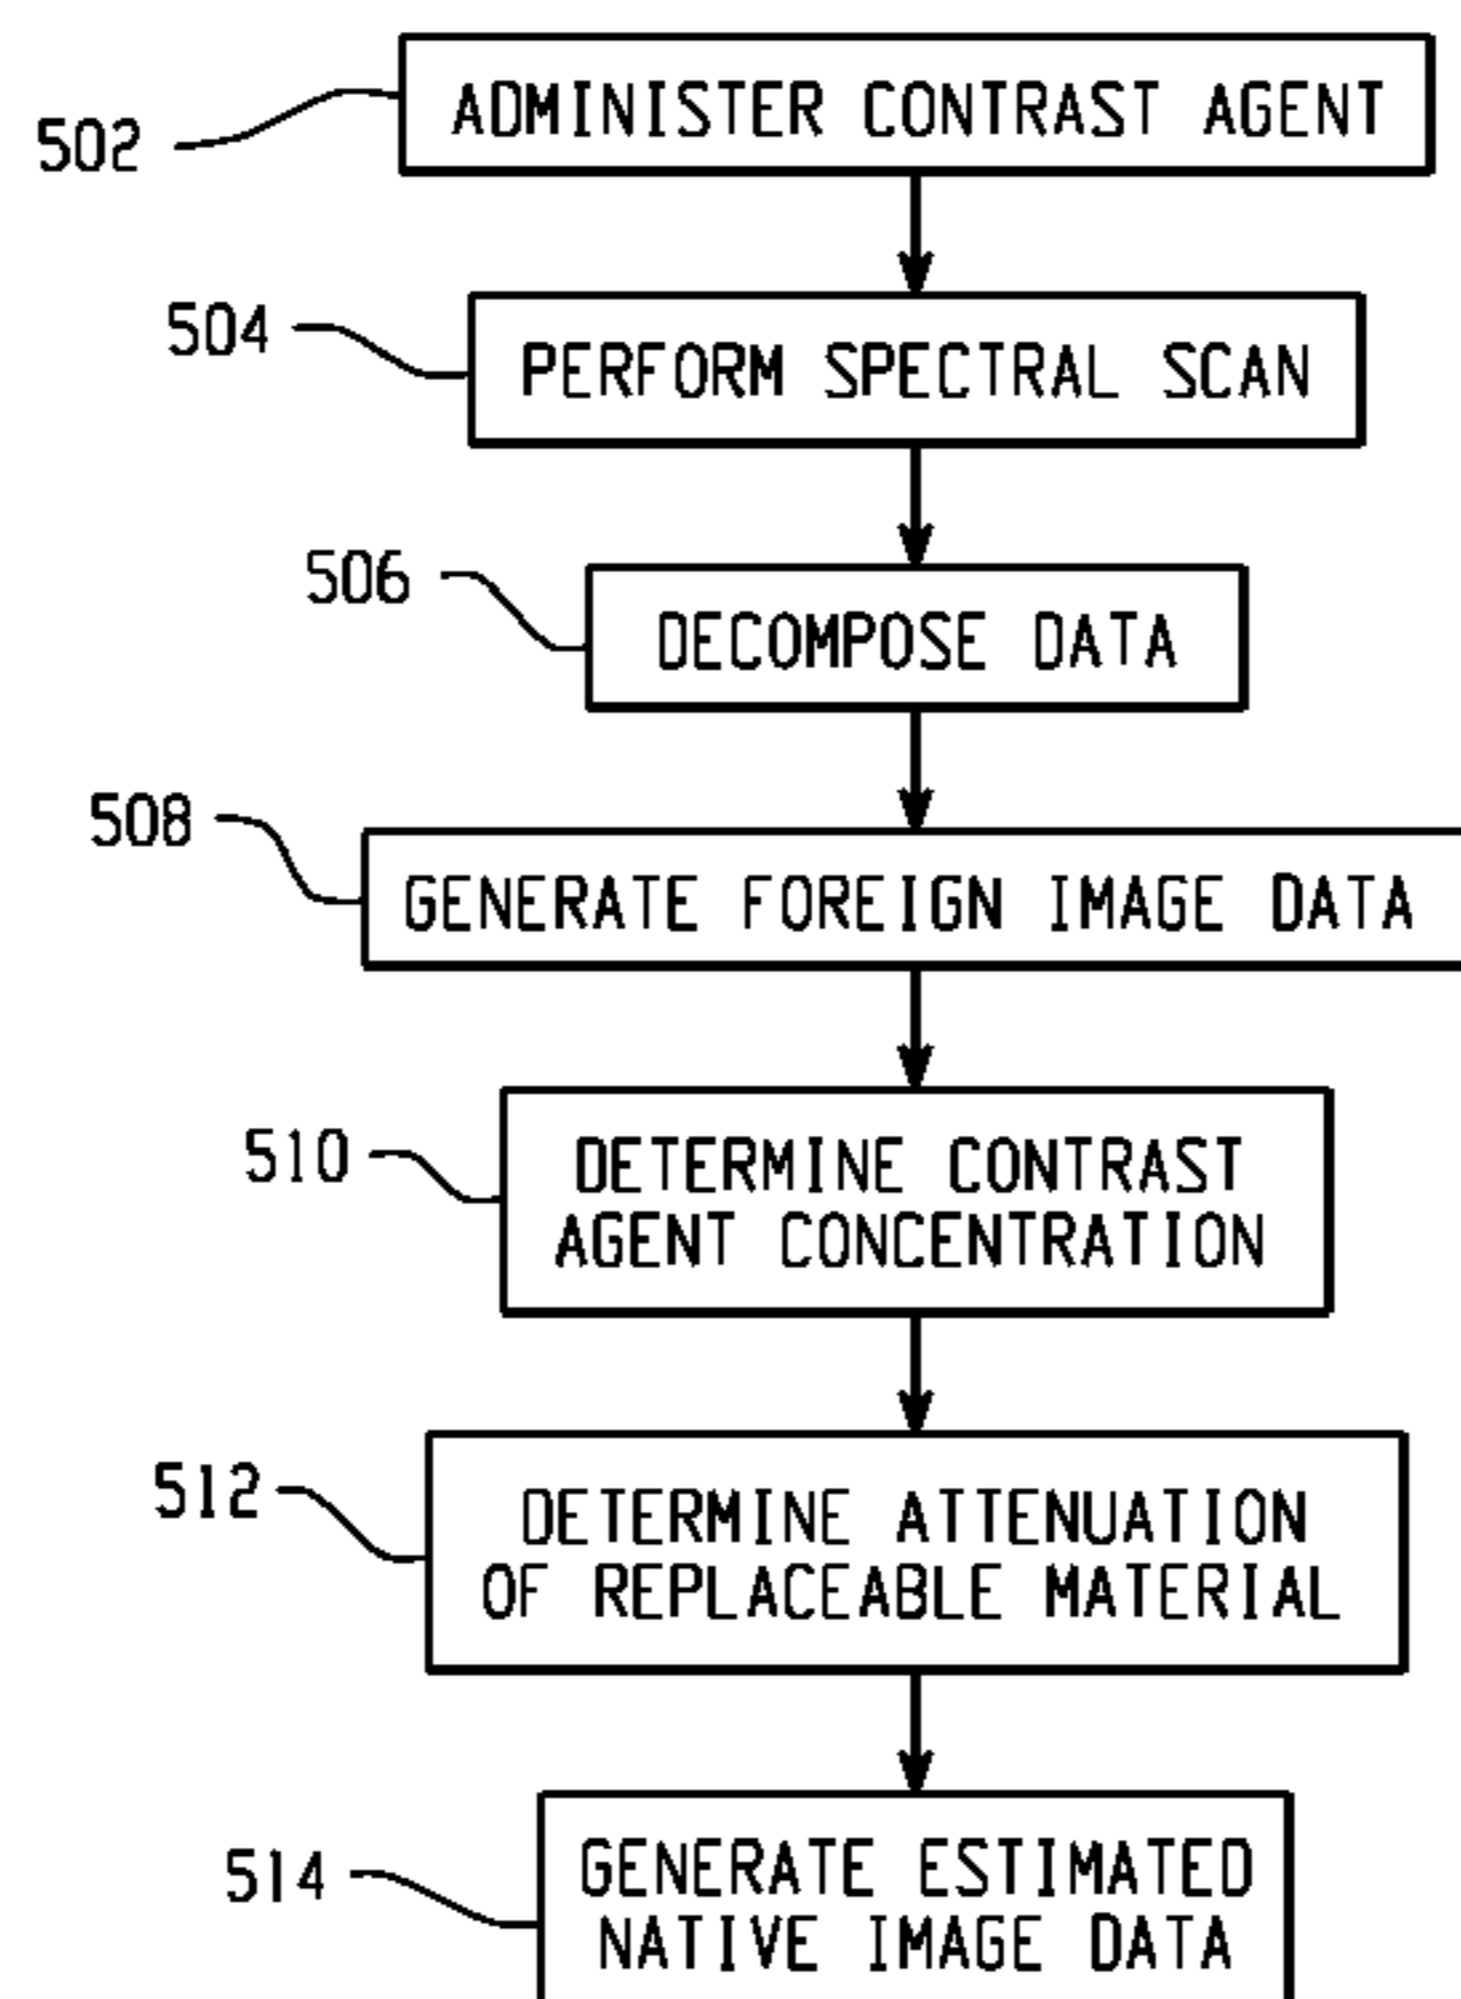 502
ADMINISTER CONTRAST AGENT
504
PERFORM SPECTRAL SCAN
506
DECOMPOSE DATA
508
GENERATE FOREIGN IMAGE DATA
510
DETERMINE CONTRAST
AGENT CONCENTRATION
512
DETERMINE ATTENUATION
OF REPLACEABLE MATERIAL
514
GENERATE ESTIMATED
NATIVE IMAGE DATA